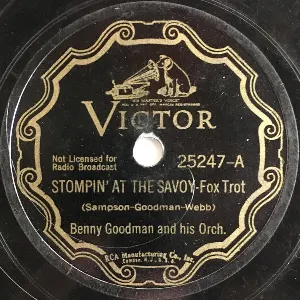 "HIS MASTER'S VOICE"
VICTOR
Not Licensed for
Radio Broadcast
25247-A
STOMPIN' AT THE SAVOY-Fox Trot
(Sampson-Goodman-Webb)
Benny Goodman and his Orch.
RCA Manufacturing Co., Inc.
Camden, N.J., U.S.A.